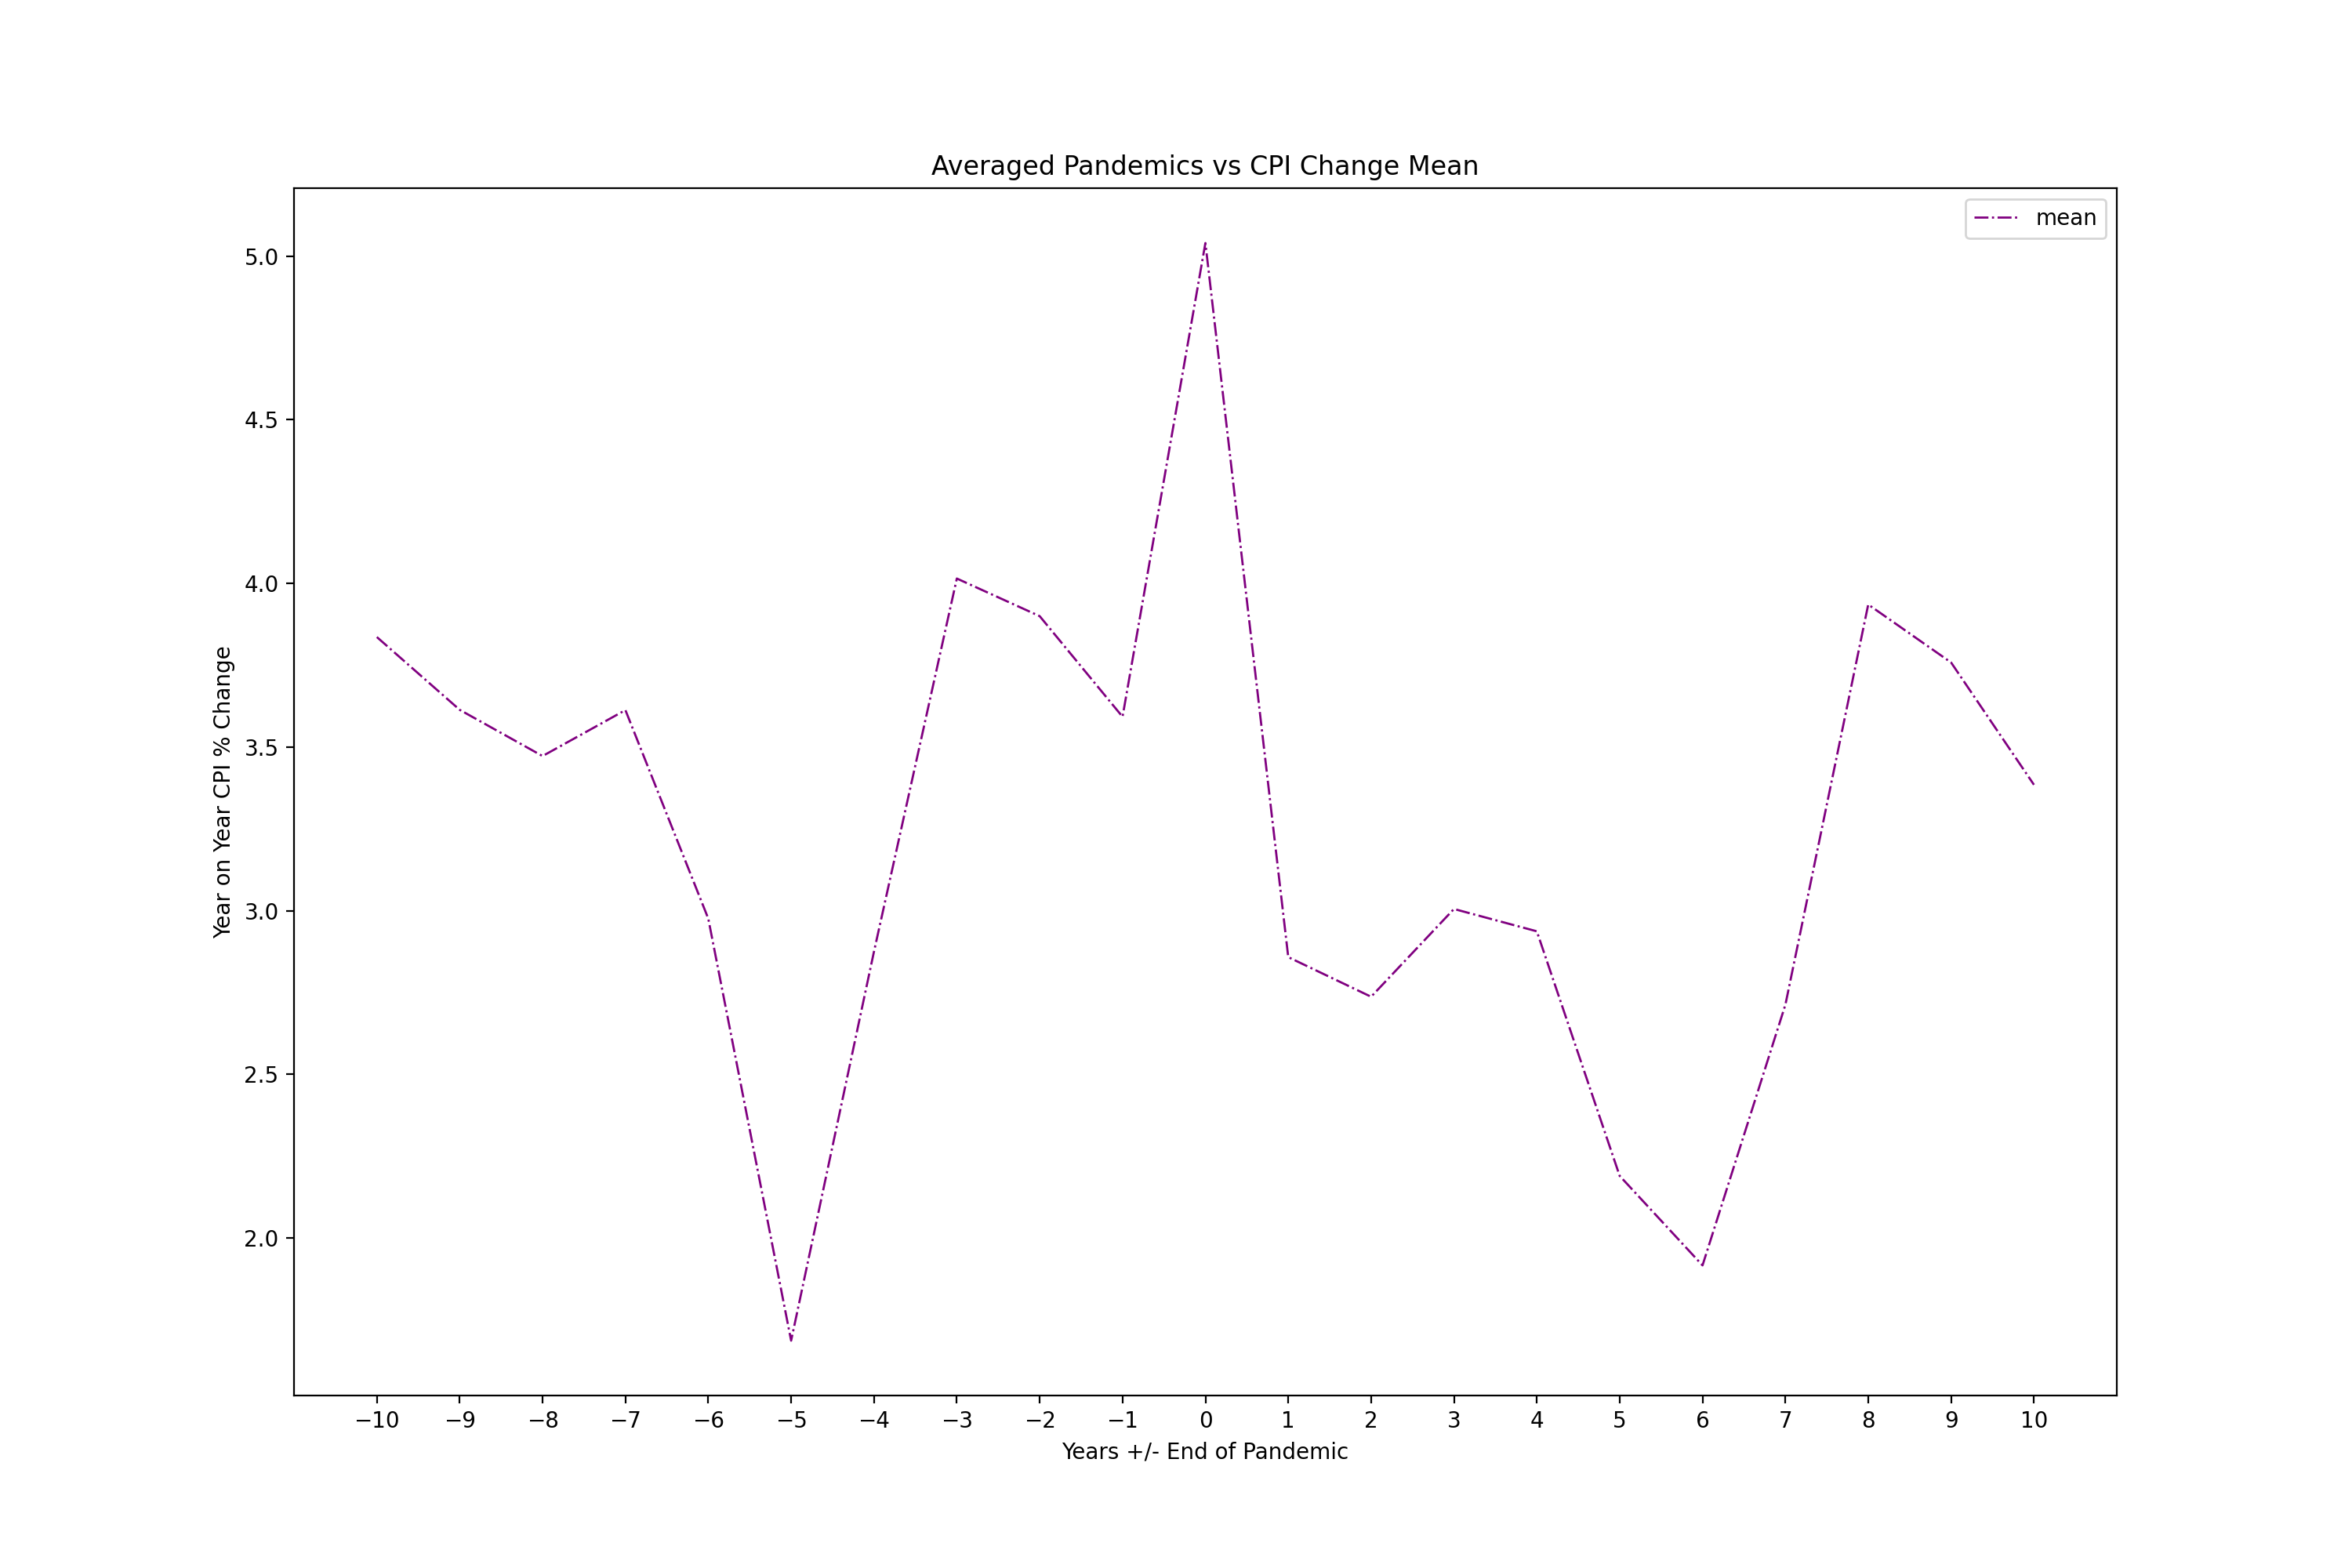 Averaged Pandemics vs CPI Change Mean
mean
Year on Year CPI % Change
5.0
4.5
4.0
3.5
3.0
2.5
2.0
−10 −9 −8 −7 −6 −5 −4 −3 −2 −1 0 1 2 3 4 5 6 7 8 9 10
Years +/- End of Pandemic